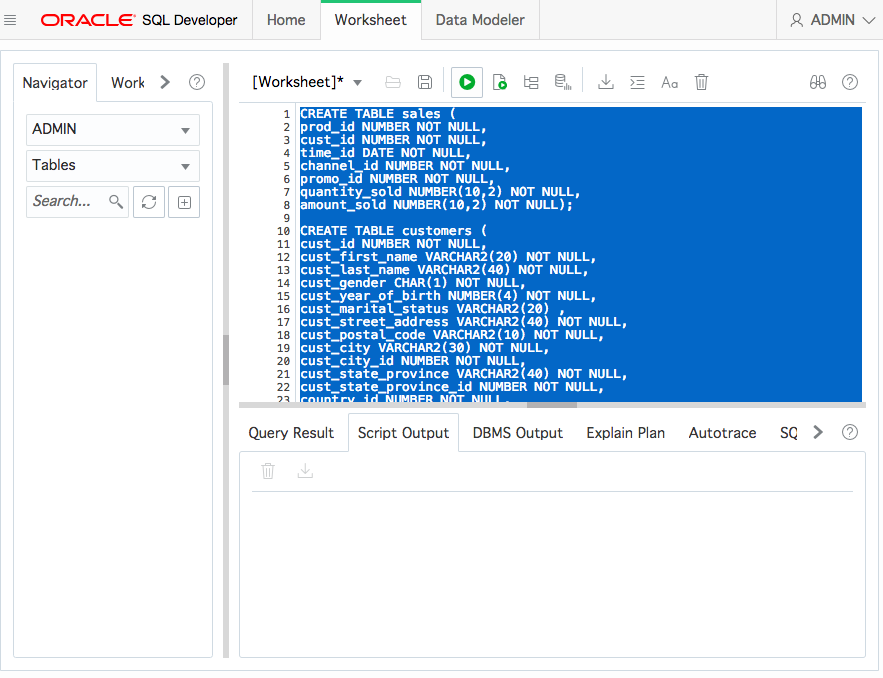 ORACLE SQL Developer Home Worksheet Data Modeler ADMIN
Navigator Work
ADMIN
Tables
Search...
[Worksheet]* Aa
1 CREATE TABLE sales (
2 prod_id NUMBER NOT NULL,
3 cust_id NUMBER NOT NULL,
4 time_id DATE NOT NULL,
5 channel_id NUMBER NOT NULL,
6 promo_id NUMBER NOT NULL,
7 quantity_sold NUMBER(10,2) NOT NULL,
8 amount_sold NUMBER(10,2) NOT NULL);
9
10 CREATE TABLE customers (
11 cust_id NUMBER NOT NULL,
12 cust_first_name VARCHAR2(20) NOT NULL,
13 cust_last_name VARCHAR2(40) NOT NULL,
14 cust_gender CHAR(1) NOT NULL,
15 cust_year_of_birth NUMBER(4) NOT NULL,
16 cust_marital_status VARCHAR2(20) ,
17 cust_street_address VARCHAR2(40) NOT NULL,
18 cust_postal_code VARCHAR2(10) NOT NULL,
19 cust_city VARCHAR2(30) NOT NULL,
20 cust_city_id NUMBER NOT NULL,
21 cust_state_province VARCHAR2(40) NOT NULL,
22 cust_state_province_id NUMBER NOT NULL,
23 country_id NUMBER NOT NULL,
Query Result Script Output DBMS Output Explain Plan Autotrace SQ